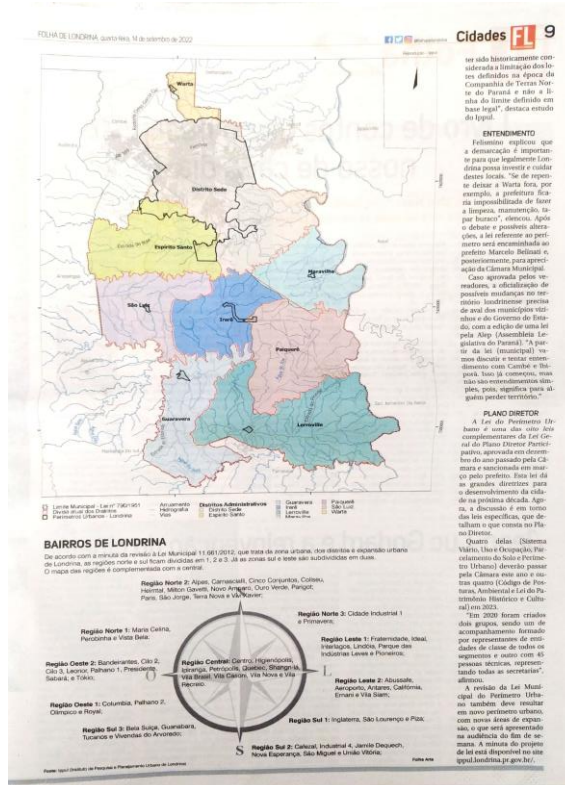 FOLHA DE LONDRINA, quarta-feira, 14 de setembro de 2022
Cidades FL 9
Warta
Distrito Sede
Espírito Santo
Maravilha
São Luiz
Irerê
Paiquerê
Guaravera
Lerroville
Limite Municipal - Lei nº 790/1951
Divisa atual dos Distritos
Perímetros Urbanos - Londrina
Arruamento
Hidrografia
Vias
Distritos Administrativos
Distrito Sede
Espírito Santo
Guaravera
Irerê
Lerroville
Maravilha
Paiquerê
São Luiz
Warta
BAIRROS DE LONDRINA
De acordo com a minuta da revisão à Lei Municipal 11.661/2012, que trata de zona urbana, dos distritos e expansão urbana
de Londrina, as regiões norte e sul ficam divididas em 1, 2 e 3. Já as zonas sul e leste são subdivididas em duas.
O mapa das regiões é complementada com a central.
Região Norte 2: Alpes, Carnascialli, Cinco Conjuntos, Coliseu,
Heimtal, Milton Gavetti, Novo Amparo, Ouro Verde, Parigot;
Paris, São Jorge, Terra Nova e Vivi Xavier;
Região Norte 1: Maria Celina,
Perobinha e Vista Bela;
Região Norte 3: Cidade Industrial 1
e Primavera;
Região Oeste 2: Bandeirantes, Cilo 2,
Cilo 3, Leonor, Palhano 1, Presidente,
Sabará, e Tókio;
Região Central: Centro, Higienópolis,
Ipiranga, Petrópolis, Quebec, Shangri-lá,
Vila Brasil, Vila Casoni, Vila Nova e Vila
Recreio;
Região Leste 1: Fraternidade, Ideal,
Interlagos, Lindóia, Parque das
Indústrias Leves e Pioneiros;
O
L
Região Oeste 1: Columbia, Palhano 2,
Olímpico e Royal;
Região Leste 2: Abussafe,
Aeroporto, Antares, Califórnia,
Ernani e Vila Siam;
Região Sul 3: Bela Suíça, Guanabara,
Tucanos e Vivendas do Arvoredo;
Região Sul 1: Inglaterra, São Lourenço e Piza;
S
Região Sul 2: Cafezal, Industrial 4, Jamile Dequech,
Nova Esperança, São Miguel e União Vitória;
Fonte: Ippul (Instituto de Pesquisa e Planejamento Urbano de Londrina)
Folha Arte
ter sido historicamente con-
siderada a limitação dos lo-
tes definidos na época da
Companhia de Terras Nor-
te do Paraná e não a li-
nha do limite definido em
base legal", destaca estudo
do Ippul.
ENTENDIMENTO
Felismino explicou que
a demarcação é importan-
te para que legalmente Lon-
drina possa investir e cuidar
destes locais. "Se de repen-
te deixar a Warta fora, por
exemplo, a prefeitura fica-
ria impossibilitada de fazer
a limpeza, manutenção, ta-
par buraco", elencou. Após
o debate e possíveis altera-
ções, a lei referente ao perí-
metro será encaminhada ao
prefeito Marcelo Belinati e,
posteriormente, para aprecia-
ção da Câmara Municipal.
Caso aprovada pelos ve-
readores, a oficialização de
possíveis mudanças no ter-
ritório londrinense precisa
de aval dos municípios vizi-
nhos e do Governo do Esta-
do, com a edição de uma lei
pela Alep (Assembleia Le-
gislativa do Paraná). "A par-
tir da lei (municipal) va-
mos discutir e tentar enten-
dimento com Cambé e Ibi-
porã. Isso já começou, mas
não são entendimentos sim-
ples, pois, significa para al-
guém perder território."
PLANO DIRETOR
A Lei do Perímetro Ur-
bano é uma das oito leis
complementares da Lei Ge-
ral do Plano Diretor Partici-
pativo, aprovada em dezem-
bro do ano passado pela Câ-
mara e sancionada em mar-
ço pelo prefeito. Esta lei dá
as grandes diretrizes para
o desenvolvimento da cida-
de na próxima década. Ago-
ra, a discussão é em torno
das leis específicas, que de-
talham o que consta no Pla-
no Diretor.
Quatro delas (Sistema
Viário, Uso e Ocupação, Par-
celamento do Solo e Períme-
tro Urbano) deverão passar
pela Câmara este ano e ou-
tras quatro (Código de Pos-
turas, Ambiental e Lei do Pa-
trimônio Histórico e Cultu-
ral) em 2023.
"Em 2020 foram criados
dois grupos, sendo um de
acompanhamento formado
por representantes de enti-
dades de classe de todos os
segmentos e outro com 45
pessoas técnicas, represen-
tando todas as secretarias",
afirmou.
A revisão da Lei Muni-
cipal do Perímetro Urba-
no também deve resultar
em novo perímetro urbano,
com novas áreas de expan-
são, o que será apresentado
na audiência do fim de se-
mana. A minuta do projeto
de lei está disponível no site
ippul.londrina.pr.gov.br/.